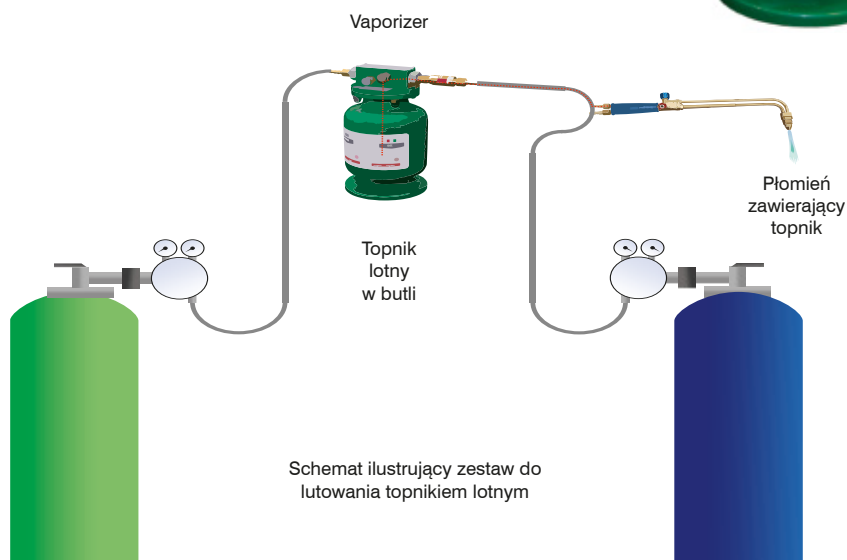 Vaporizer
Płomień
zawierający
topnik
Topnik
lotny
w butli
Schemat ilustrujący zestaw do
lutowania topnikiem lotnym